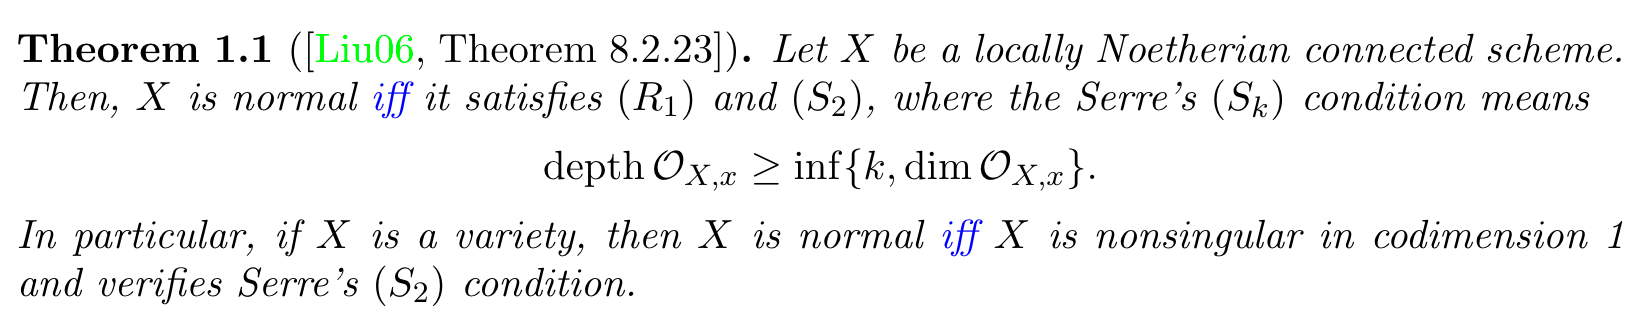 Theorem 1.1 ([Liu06, Theorem 8.2.23]). Let X be a locally Noetherian connected scheme.
Then, X is normal iff it satisfies (R₁) and (S₂), where the Serre's (Sₖ) condition means
depth 𝒪_{X,x} ≥ inf{k, dim 𝒪_{X,x}}.
In particular, if X is a variety, then X is normal iff X is nonsingular in codimension 1
and verifies Serre's (S₂) condition.